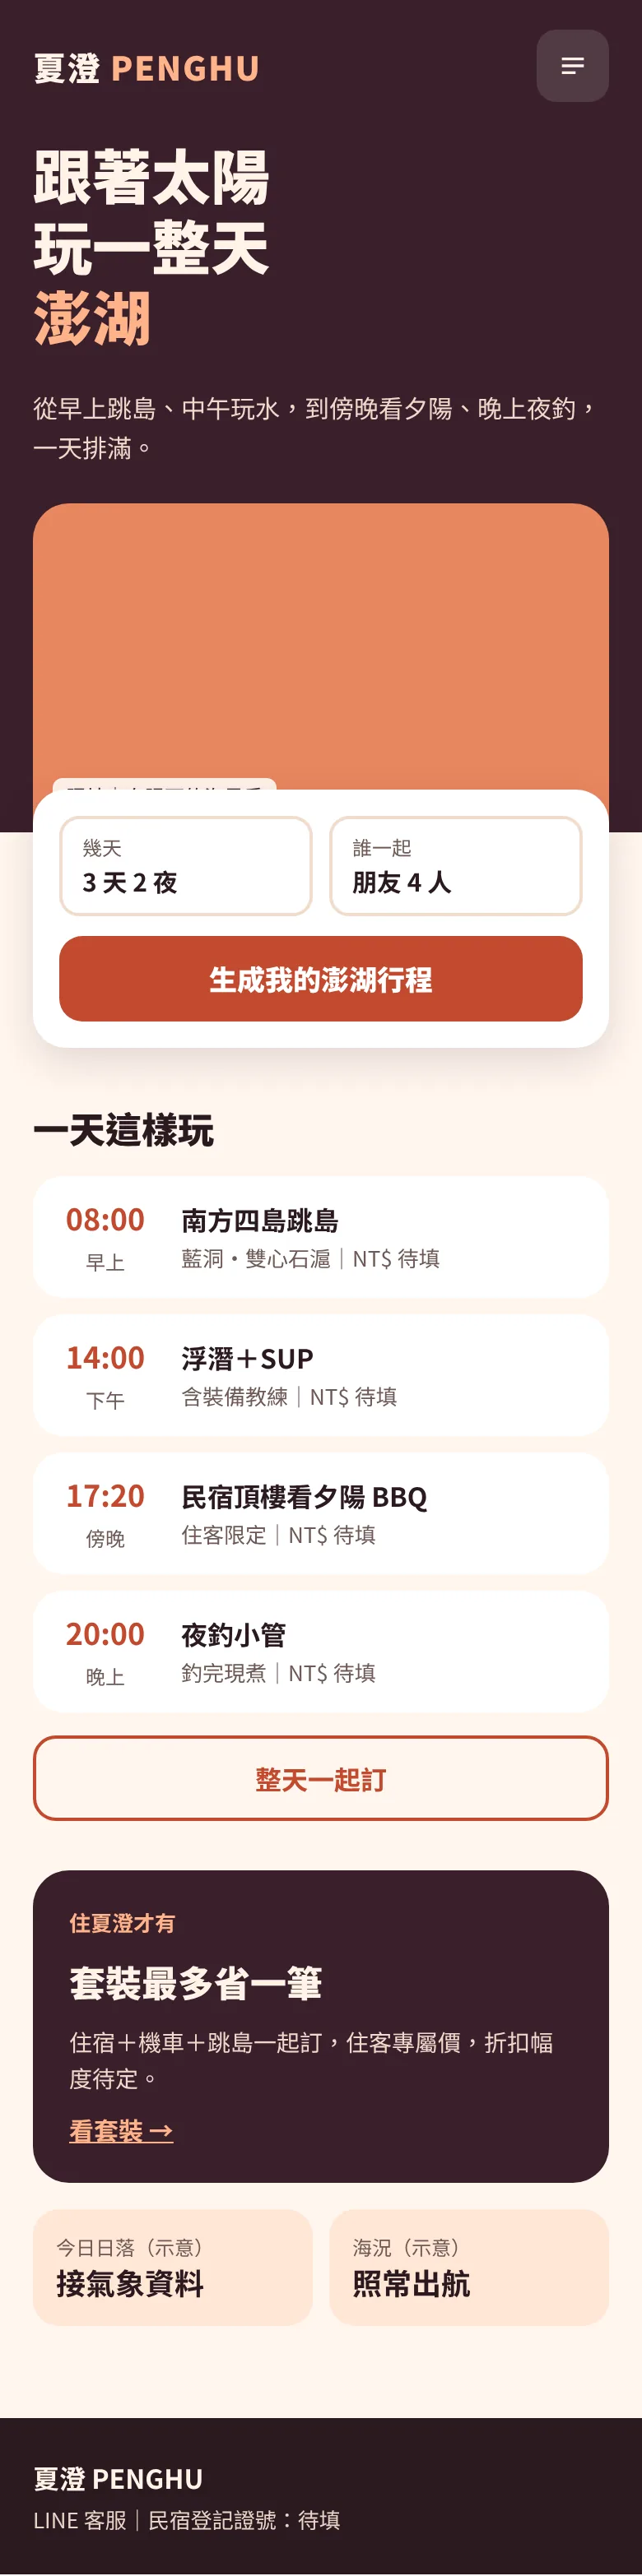 夏澄 PENGHU
跟著太陽
玩一整天
澎湖
從早上跳島、中午玩水，到傍晚看夕陽、晚上夜釣，
一天排滿。
幾天
3 天 2 夜
誰一起
朋友 4 人
生成我的澎湖行程
一天這樣玩
08:00
早上
南方四島跳島
藍洞・雙心石滬｜NT$ 待填
14:00
下午
浮潛＋SUP
含裝備教練｜NT$ 待填
17:20
傍晚
民宿頂樓看夕陽 BBQ
住客限定｜NT$ 待填
20:00
晚上
夜釣小管
釣完現煮｜NT$ 待填
整天一起訂
住夏澄才有
套裝最多省一筆
住宿＋機車＋跳島一起訂，住客專屬價，折扣幅
度待定。
看套裝 →
今日日落（示意）
接氣象資料
海況（示意）
照常出航
夏澄 PENGHU
LINE 客服｜民宿登記證號：待填